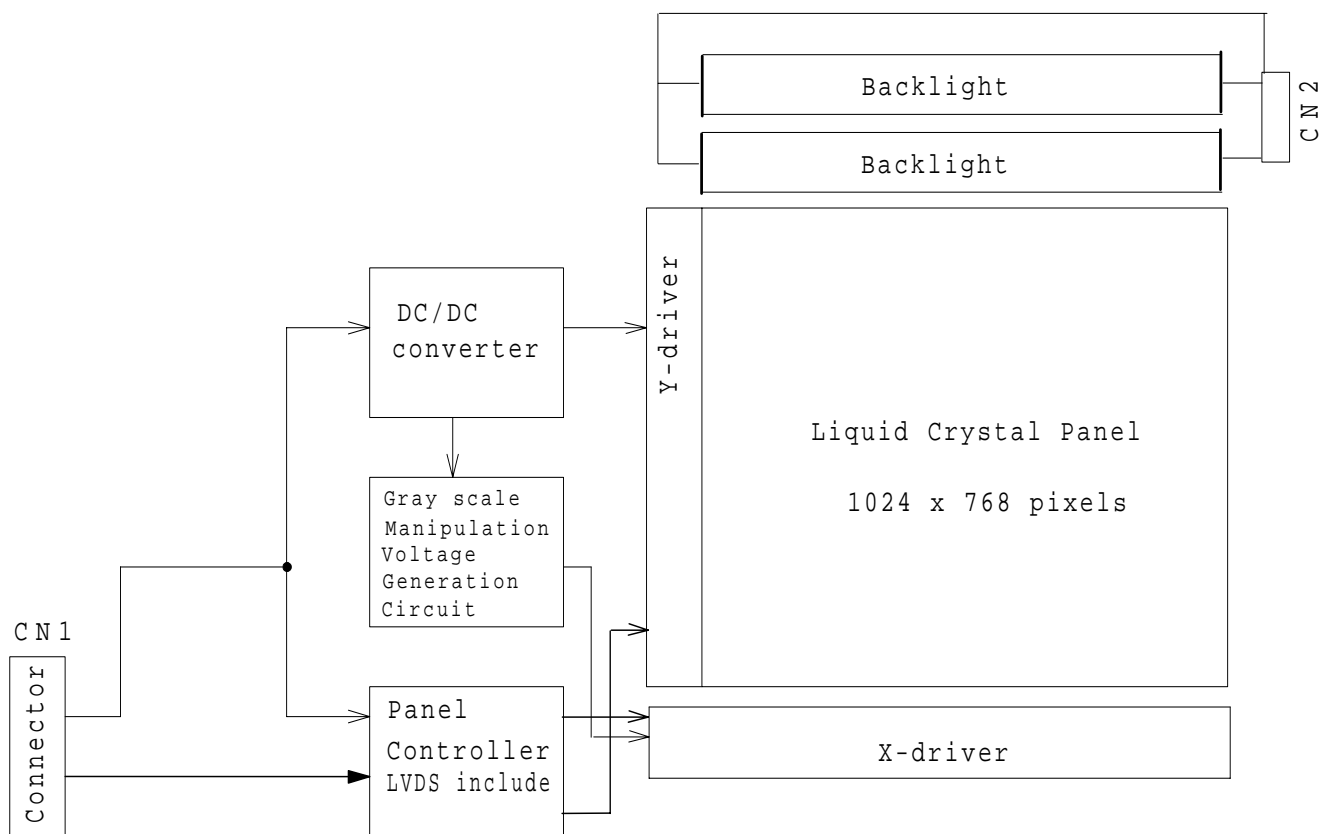 Backlight
CN2
Backlight
Y-driver
DC/DC
converter
Liquid Crystal Panel
1024 x 768 pixels
Gray scale
Manipulation
Voltage
Generation
Circuit
CN1
Connector
Panel
Controller
LVDS include
X-driver